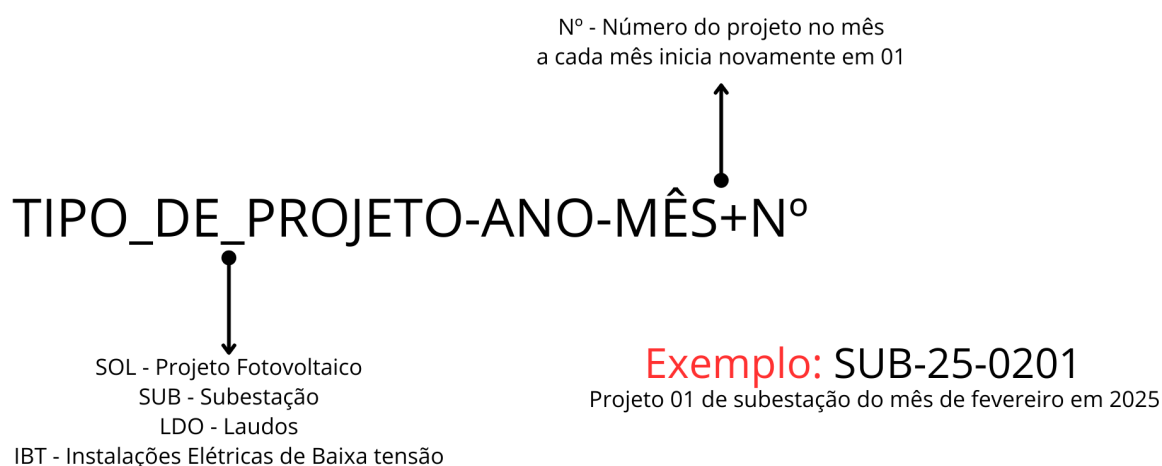 Nº - Número do projeto no mês
a cada mês inicia novamente em 01
TIPO_DE_PROJETO-ANO-MÊS+Nº
SOL - Projeto Fotovoltaico
SUB - Subestação
LDO - Laudos
IBT - Instalações Elétricas de Baixa tensão
Exemplo: SUB-25-0201
Projeto 01 de subestação do mês de fevereiro em 2025